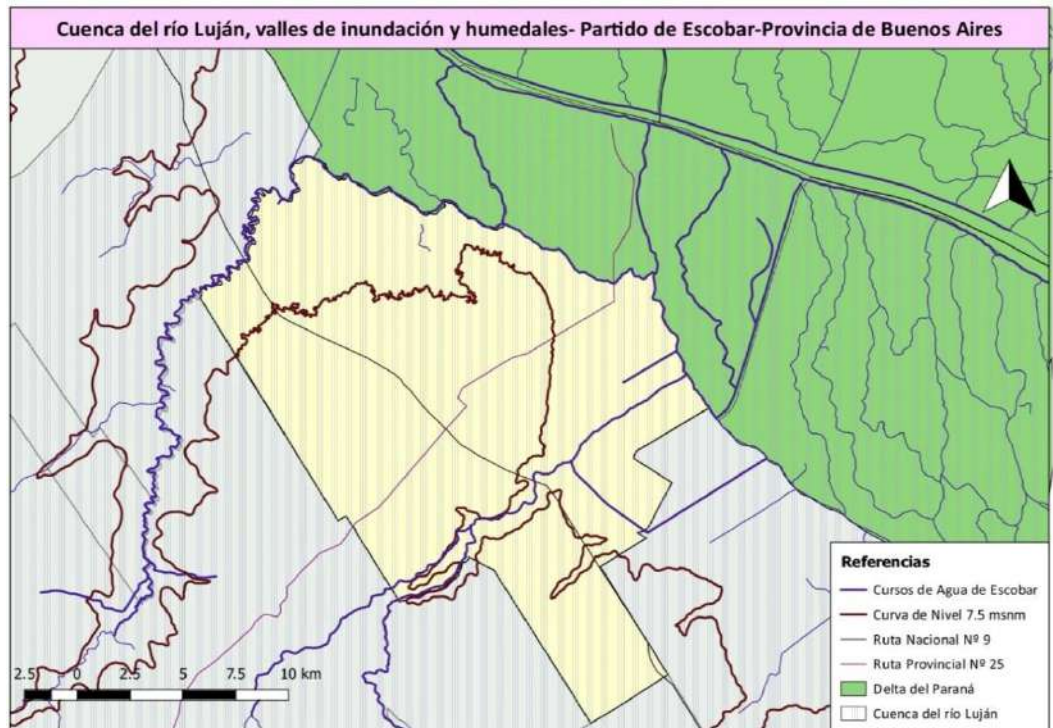 Cuenca del río Luján, valles de inundación y humedales- Partido de Escobar-Provincia de Buenos Aires
Referencias
Cursos de Agua de Escobar
Curva de Nivel 7.5 msnm
Ruta Nacional Nº 9
Ruta Provincial Nº 25
Delta del Paraná
Cuenca del río Luján
2.5 0 2.5 5 7.5 10 km